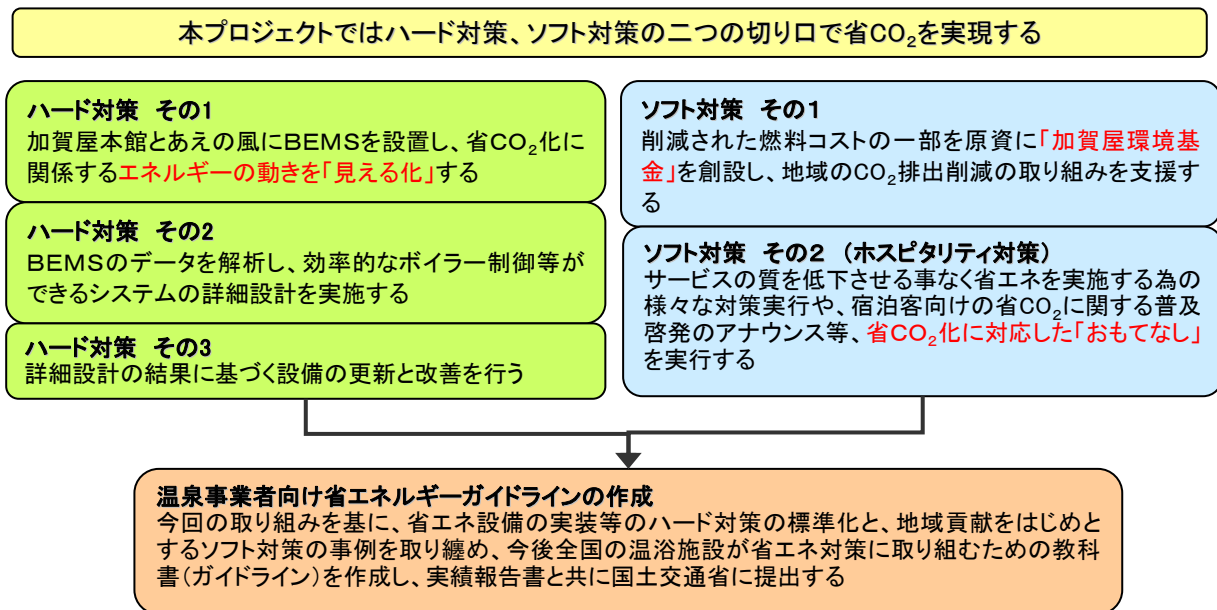 本プロジェクトではハード対策、ソフト対策の二つの切り口で省CO₂を実現する
ハード対策 その1
加賀屋本館とあえの風にBEMSを設置し、省CO₂化に
関係するエネルギーの動きを「見える化」する
ハード対策 その2
BEMSのデータを解析し、効率的なボイラー制御等が
できるシステムの詳細設計を実施する
ハード対策 その3
詳細設計の結果に基づく設備の更新と改善を行う
ソフト対策 その1
削減された燃料コストの一部を原資に「加賀屋環境基
金」を創設し、地域のCO₂排出削減の取り組みを支援す
る
ソフト対策 その2 (ホスピタリティ対策)
サービスの質を低下させる事なく省エネを実施する為の
様々な対策実行や、宿泊客向けの省CO₂に関する普及
啓発のアナウンス等、省CO₂化に対応した「おもてなし」
を実行する
温泉事業者向け省エネルギーガイドラインの作成
今回の取り組みを基に、省エネ設備の実装等のハード対策の標準化と、地域貢献をはじめと
するソフト対策の事例を取り纏め、今後全国の温浴施設が省エネ対策に取り組むための教科
書(ガイドライン)を作成し、実績報告書と共に国土交通省に提出する